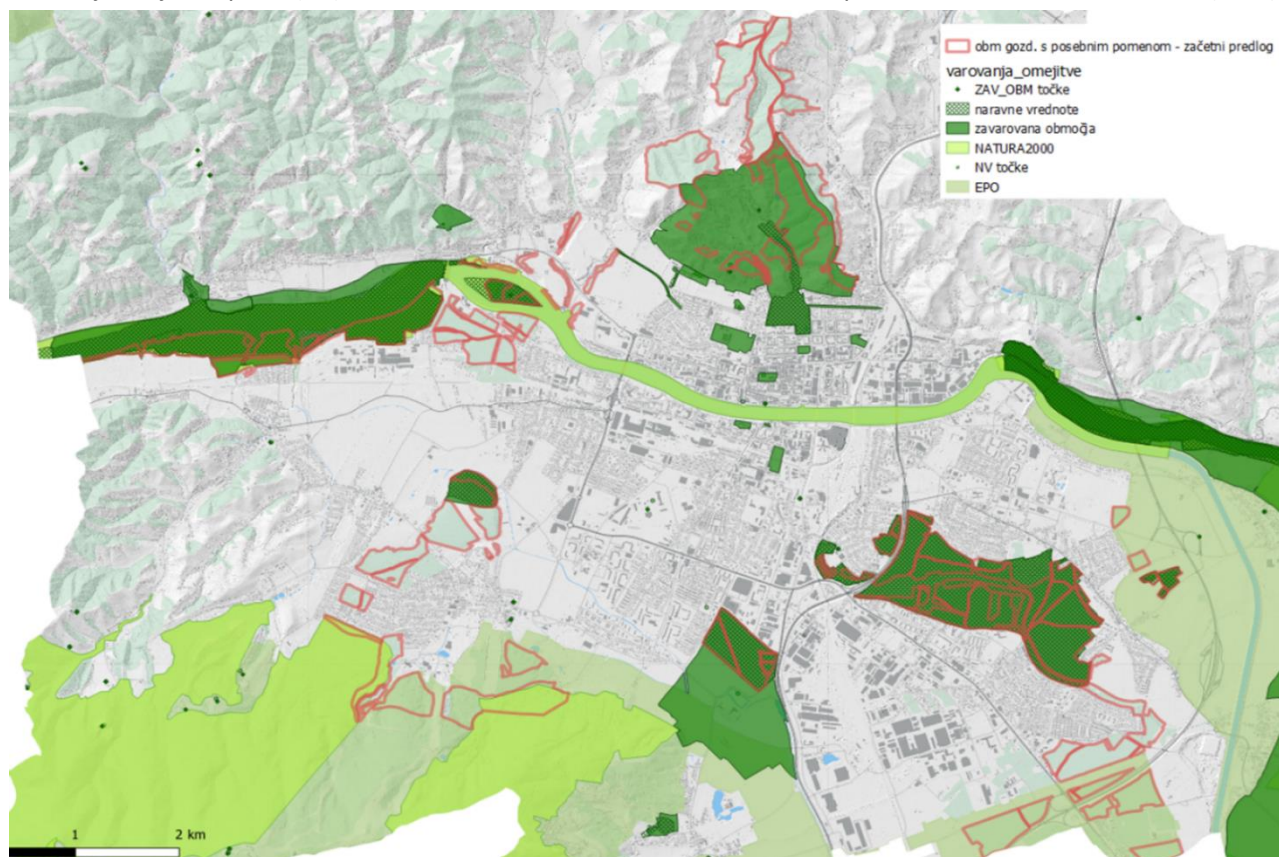 obm gozd. s posebnim pomenom - začetni predlog
varovanja_omejitve
ZAV_OBM točke
naravne vrednote
zavarovana območja
NATURA2000
NV točke
EPO
1 2 km